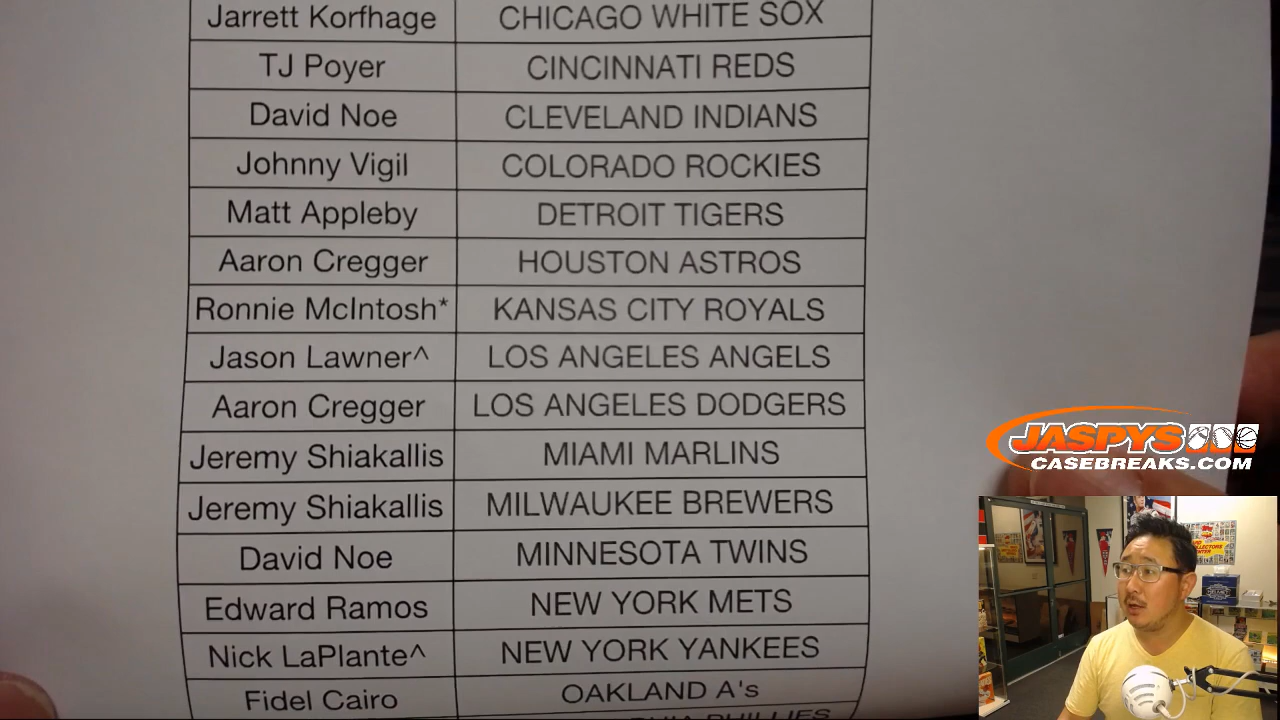 Jarrett Korfhage CHICAGO WHITE SOX
TJ Poyer CINCINNATI REDS
David Noe CLEVELAND INDIANS
Johnny Vigil COLORADO ROCKIES
Matt Appleby DETROIT TIGERS
Aaron Cregger HOUSTON ASTROS
Ronnie McIntosh* KANSAS CITY ROYALS
Jason Lawner^ LOS ANGELES ANGELS
Aaron Cregger LOS ANGELES DODGERS
Jeremy Shiakallis MIAMI MARLINS
Jeremy Shiakallis MILWAUKEE BREWERS
David Noe MINNESOTA TWINS
Edward Ramos NEW YORK METS
Nick LaPlante^ NEW YORK YANKEES
Fidel Cairo OAKLAND A's
PHILLIES
JASPYS
CASEBREAKS.COM